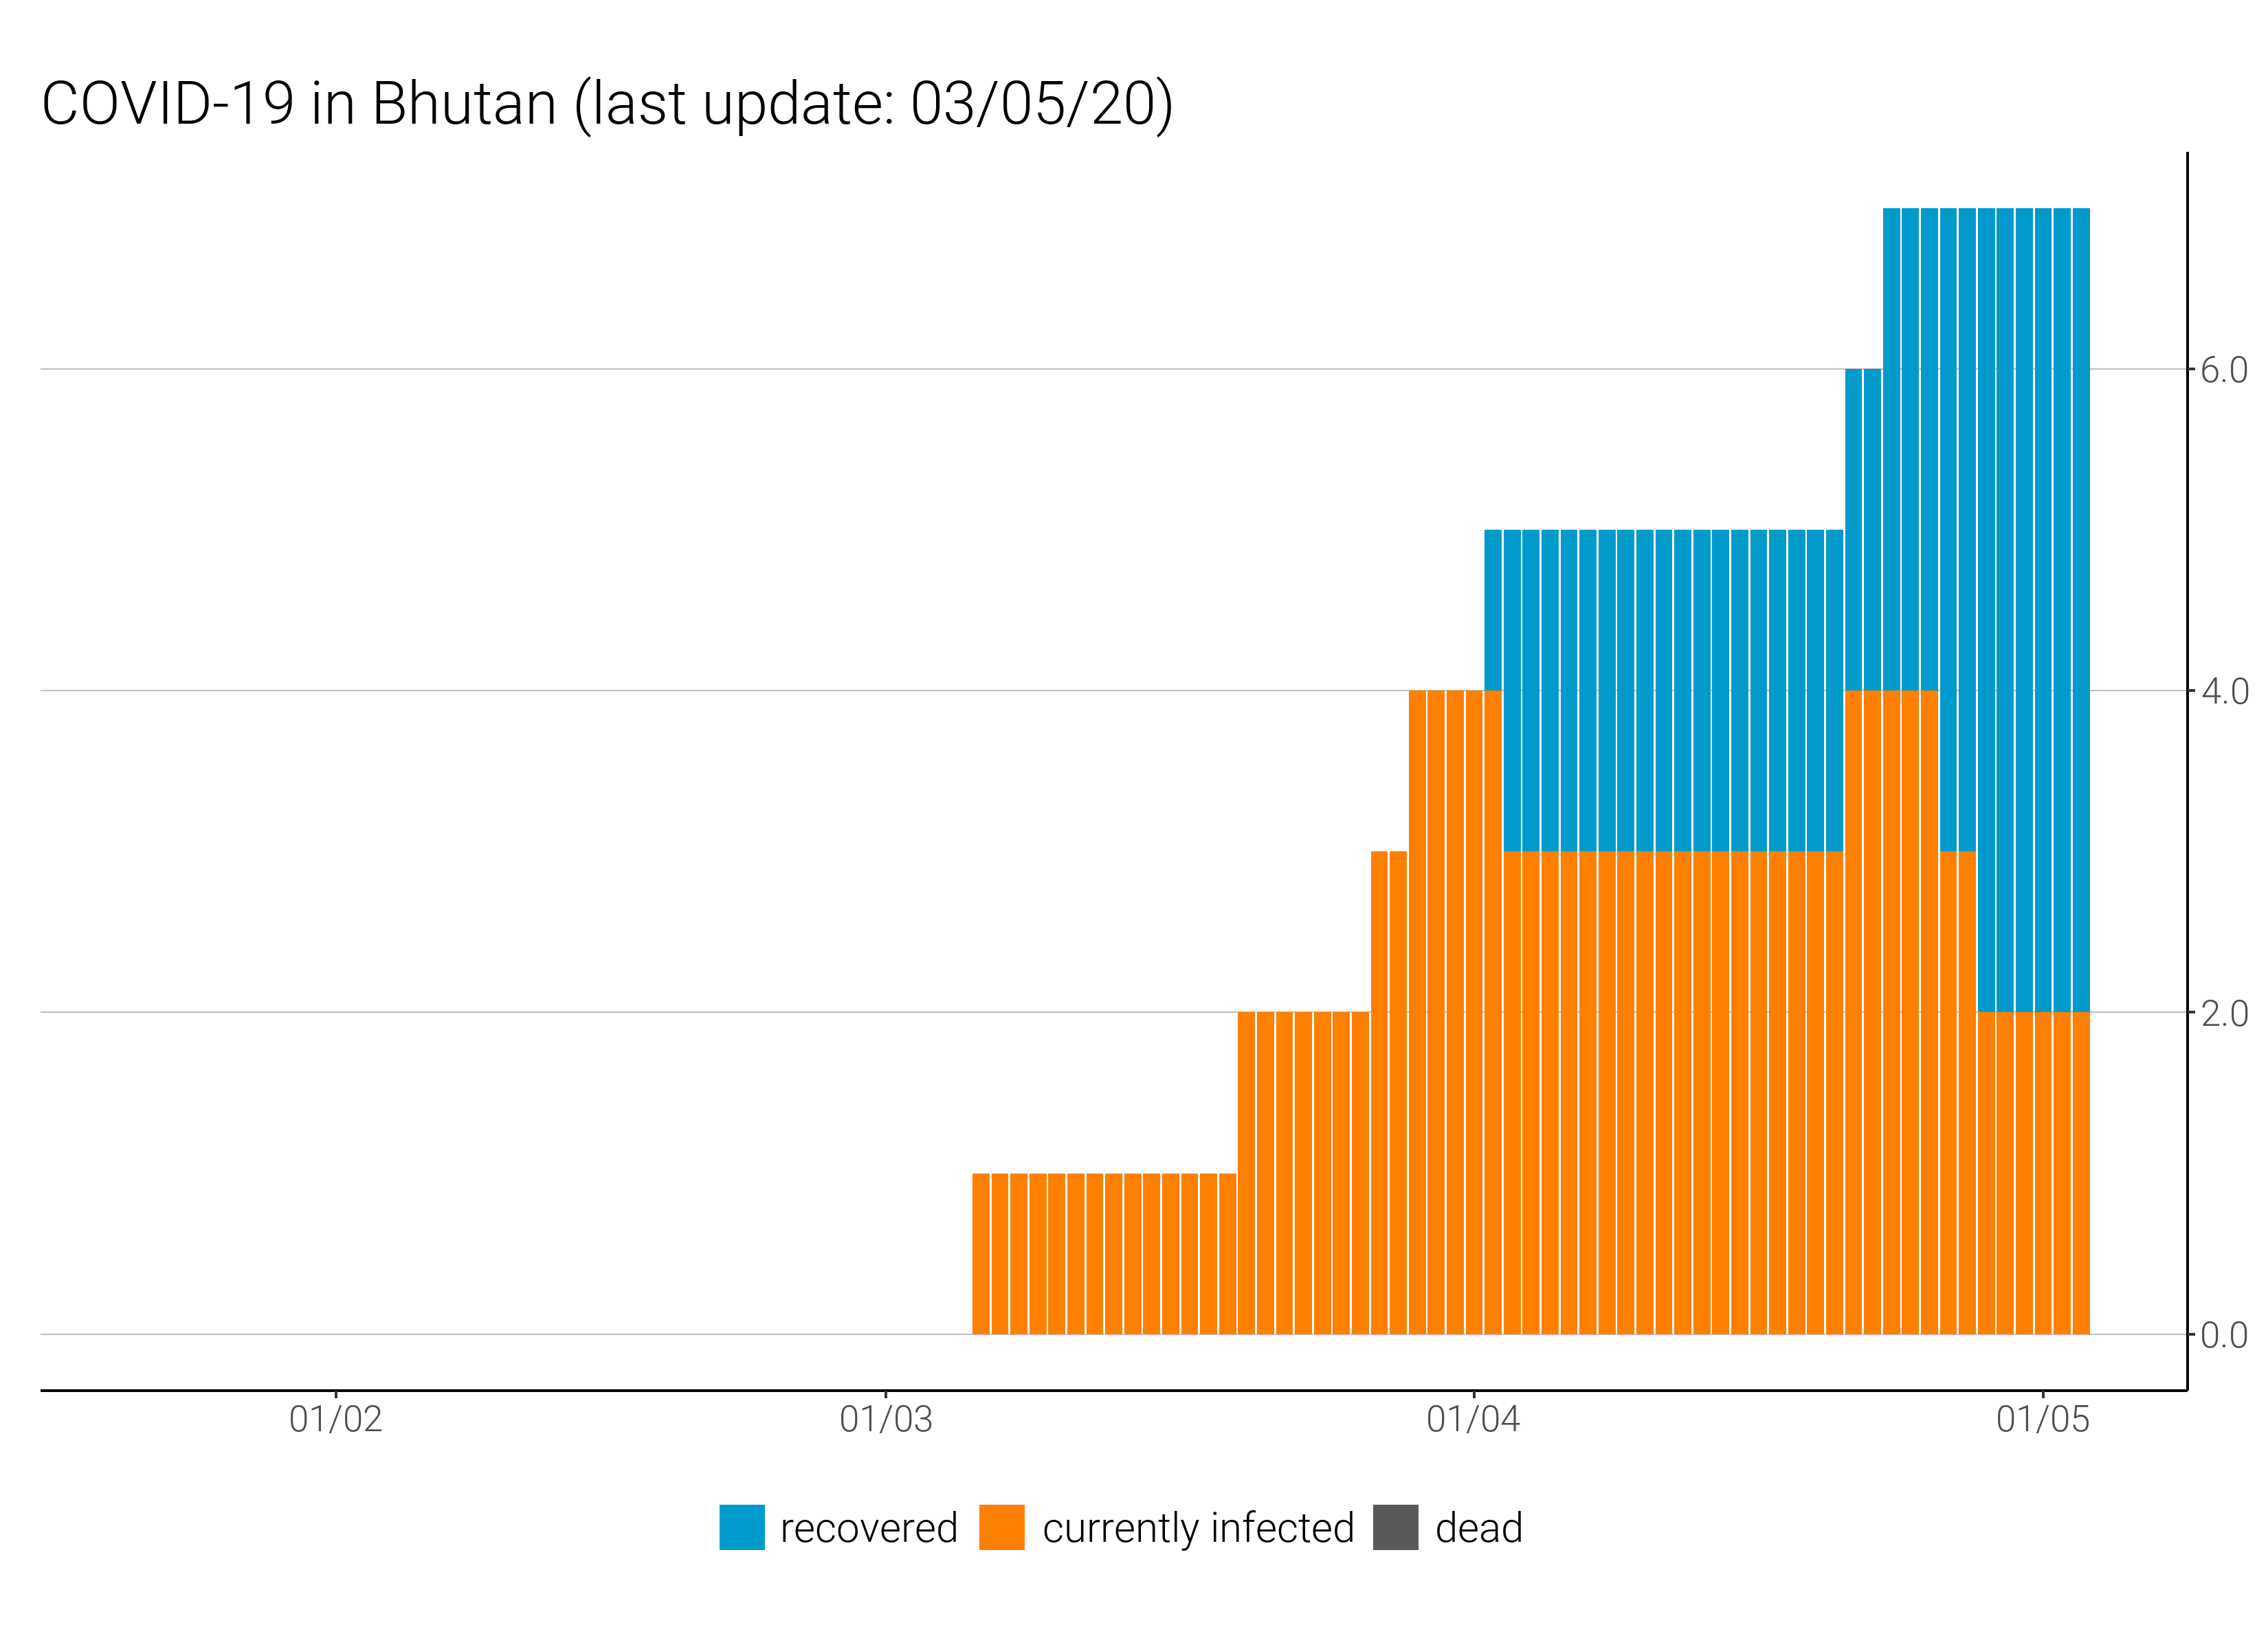 COVID-19 in Bhutan (last update: 03/05/20)
6.0
4.0
2.0
0.0
01/02 01/03 01/04 01/05
recovered currently infected dead